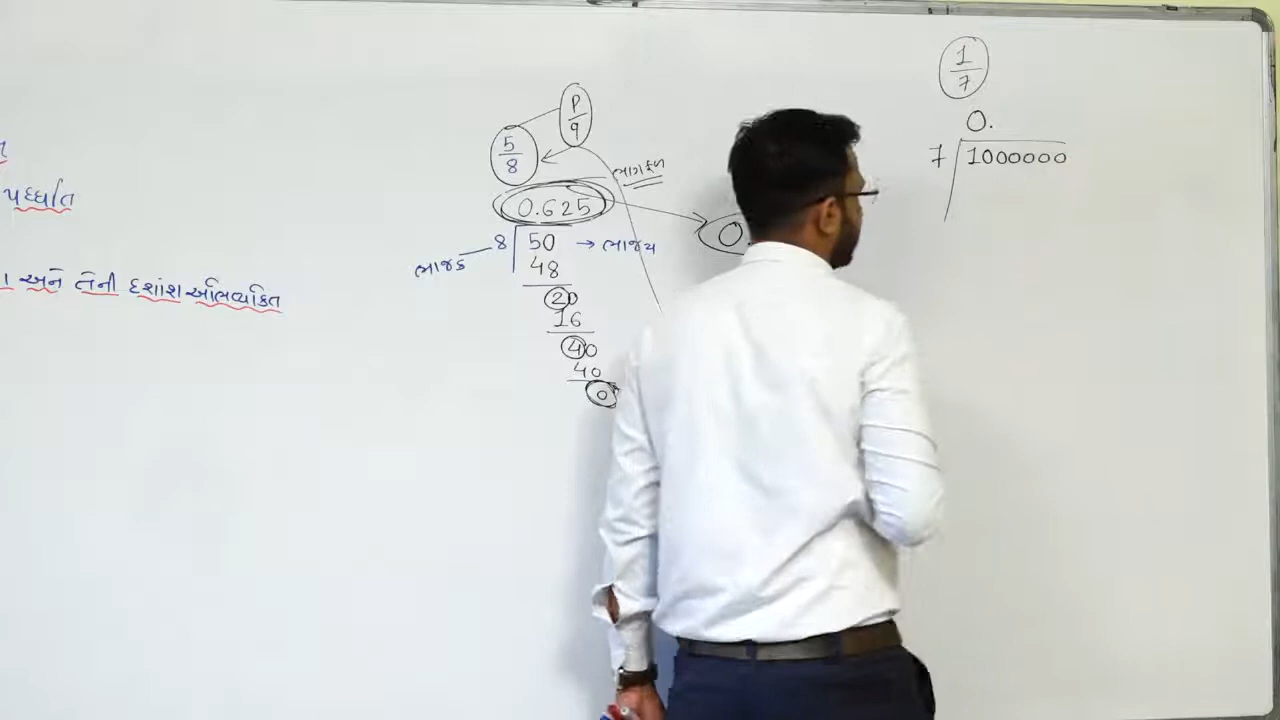 પધ્ધતિ
અને તેની દશાંશ અભિવ્યક્તિ
P
q
5
8
ભાગફળ
0.625
8 50 → ભાજ્ય
ભાજક
48
20
16
40
40
0
0.
1
7
0.
7 1000000